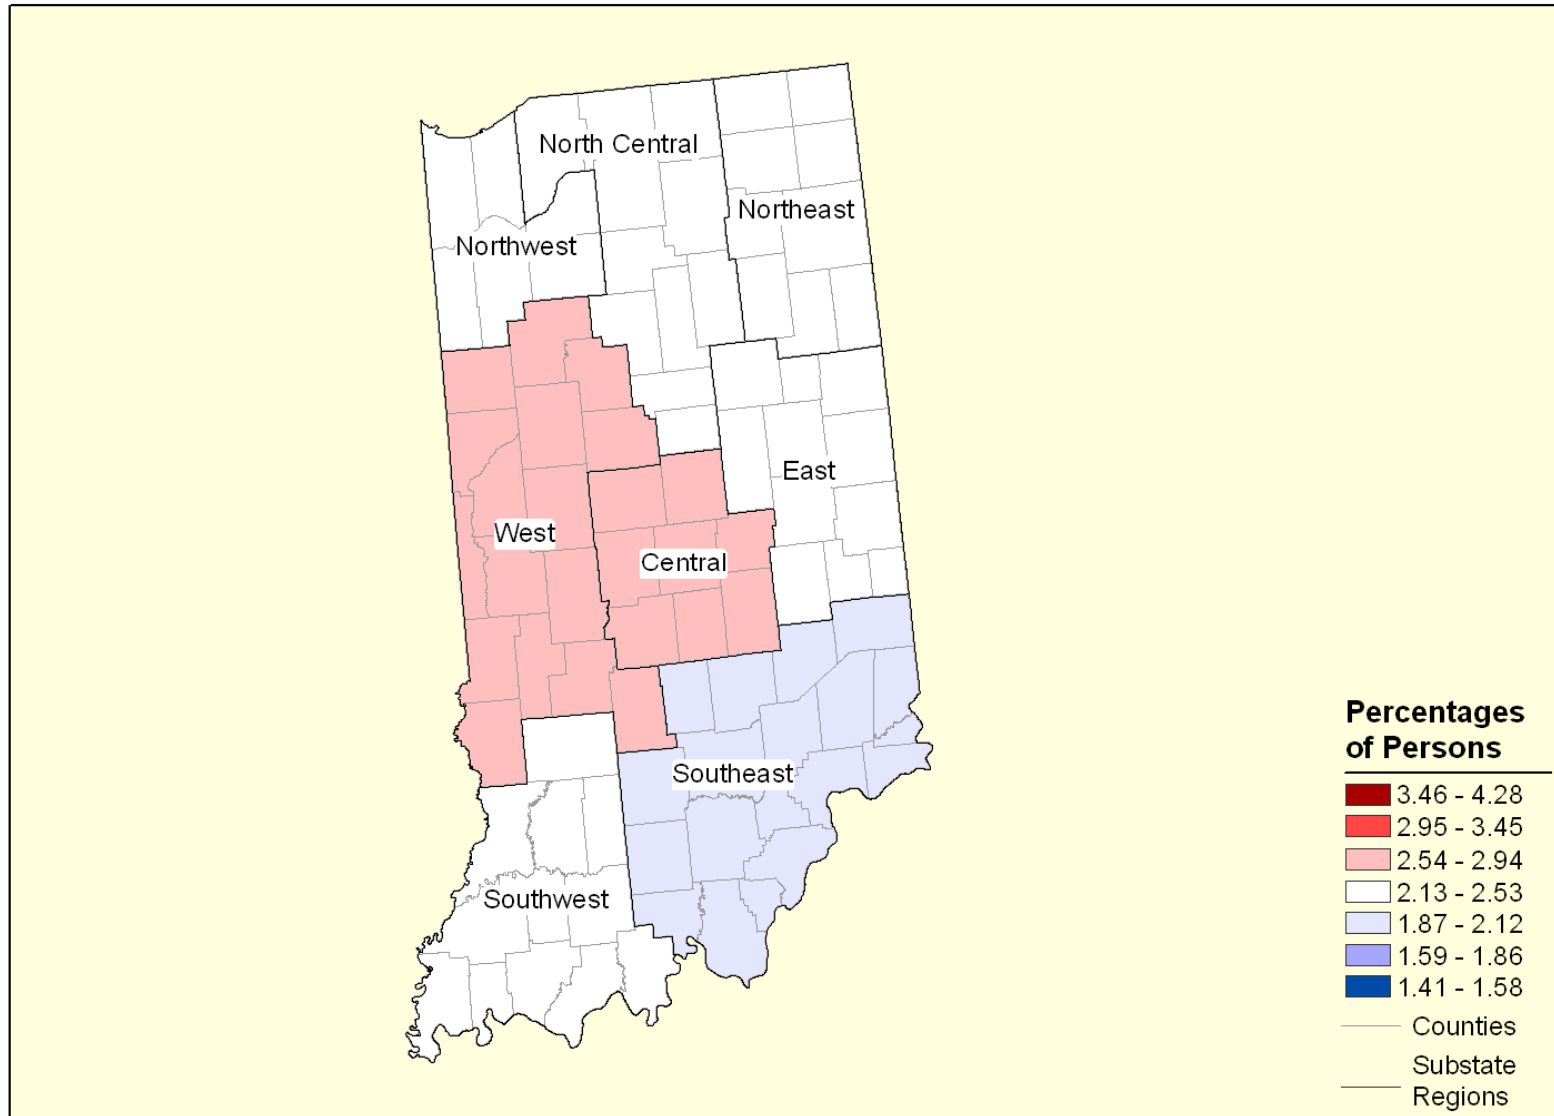 North Central
Northeast
Northwest
East
West
Central
Southeast
Southwest
Percentages
of Persons
3.46 - 4.28
2.95 - 3.45
2.54 - 2.94
2.13 - 2.53
1.87 - 2.12
1.59 - 1.86
1.41 - 1.58
Counties
Substate
Regions